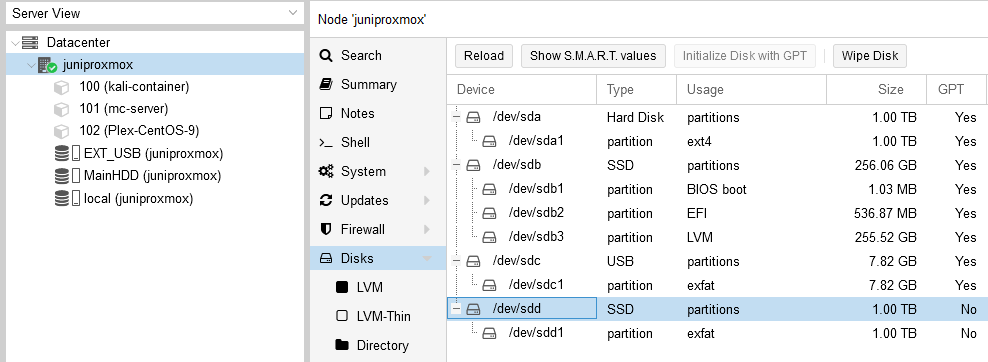 Server View
Datacenter
juniproxmox
100 (kali-container)
101 (mc-server)
102 (Plex-CentOS-9)
EXT_USB (juniproxmox)
MainHDD (juniproxmox)
local (juniproxmox)
Node 'juniproxmox'
Search
Summary
Notes
Shell
System
Updates
Firewall
Disks
LVM
LVM-Thin
Directory
Reload Show S.M.A.R.T. values Initialize Disk with GPT Wipe Disk
Device Type Usage Size GPT
/dev/sda Hard Disk partitions 1.00 TB Yes
/dev/sda1 partition ext4 1.00 TB Yes
/dev/sdb SSD partitions 256.06 GB Yes
/dev/sdb1 partition BIOS boot 1.03 MB Yes
/dev/sdb2 partition EFI 536.87 MB Yes
/dev/sdb3 partition LVM 255.52 GB Yes
/dev/sdc USB partitions 7.82 GB Yes
/dev/sdc1 partition exfat 7.82 GB Yes
/dev/sdd SSD partitions 1.00 TB No
/dev/sdd1 partition exfat 1.00 TB No